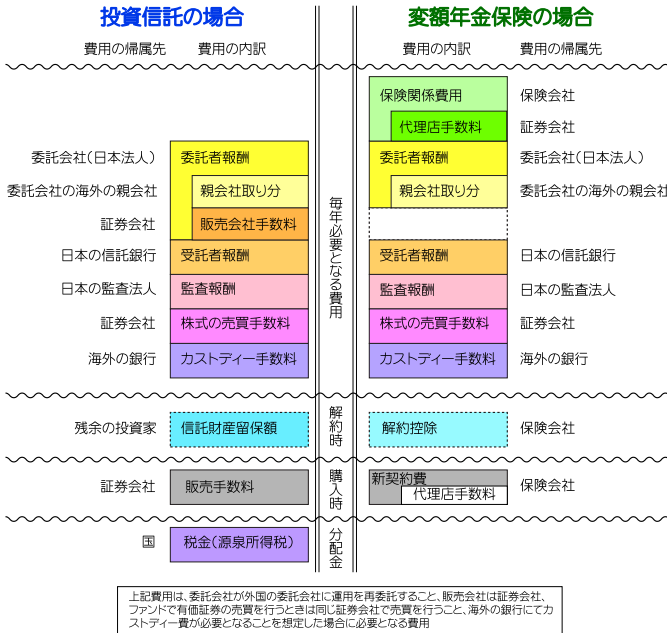 投資信託の場合
変額年金保険の場合
費用の帰属先 費用の内訳 費用の内訳 費用の帰属先
保険関係費用 保険会社
代理店手数料 証券会社
委託会社(日本法人) 委託者報酬 委託者報酬 委託会社(日本法人)
委託会社の海外の親会社 親会社取り分 親会社取り分 委託会社の海外の親会社
証券会社 販売会社手数料
日本の信託銀行 受託者報酬 受託者報酬 日本の信託銀行
日本の監査法人 監査報酬 監査報酬 日本の監査法人
証券会社 株式の売買手数料 株式の売買手数料 証券会社
海外の銀行 カストディー手数料 カストディー手数料 海外の銀行
毎年必要となる費用
残余の投資家 信託財産留保額 解約時 解約控除 保険会社
証券会社 販売手数料 購入時 新契約費 保険会社
代理店手数料
国 税金(源泉所得税) 分配金
上記費用は、委託会社が外国の委託会社に運用を再委託すること、販売会社は証券会社、
ファンドで有価証券の売買を行うときは同じ証券会社で売買を行うこと、海外の銀行にてカ
ストディー費が必要となることを想定した場合に必要となる費用